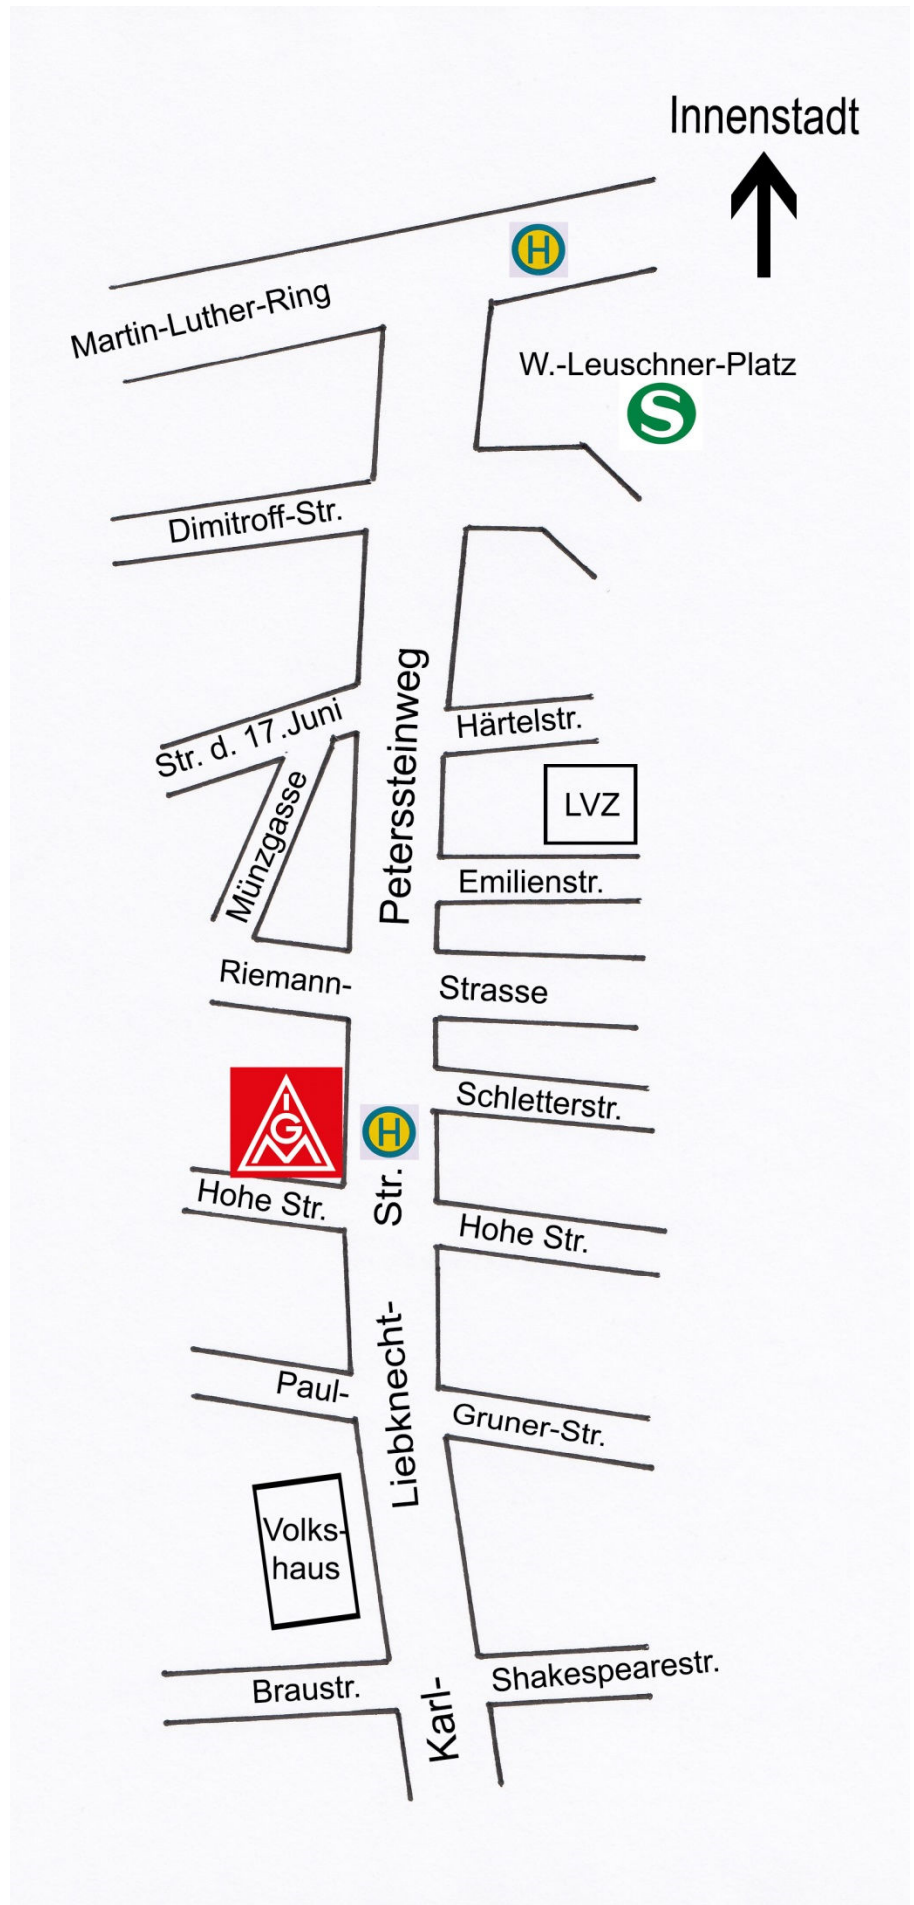 Innenstadt
H
Martin-Luther-Ring
W.-Leuschner-Platz
S
Dimitroff-Str.
Peterssteinweg
Str. d. 17.Juni
Härtelstr.
Münzgasse
LVZ
Emilienstr.
Riemann-
Strasse
IGM
H
Schletterstr.
Hohe Str.
Str.
Hohe Str.
Liebknecht-
Paul-
Gruner-Str.
Volks-
haus
Karl-
Braustr.
Shakespearestr.